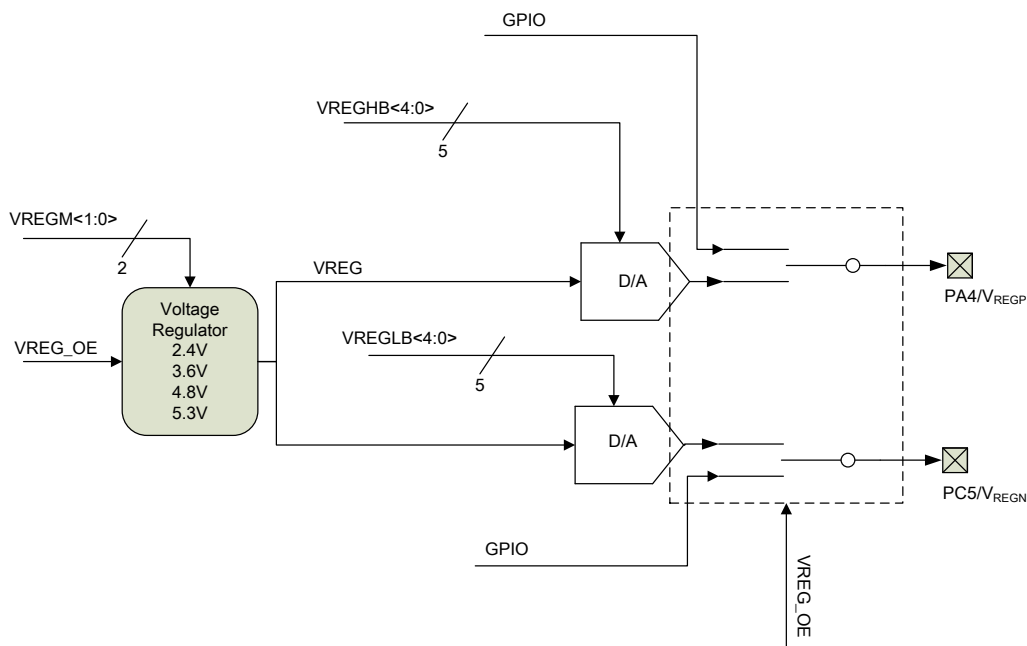 GPIO
VREGHB<4:0>
5
VREGM<1:0>
2
VREG
D/A
PA4/VREGP
Voltage
Regulator
2.4V
3.6V
4.8V
5.3V
VREG_OE
VREGLB<4:0>
5
D/A
PC5/VREGN
GPIO
VREG_OE